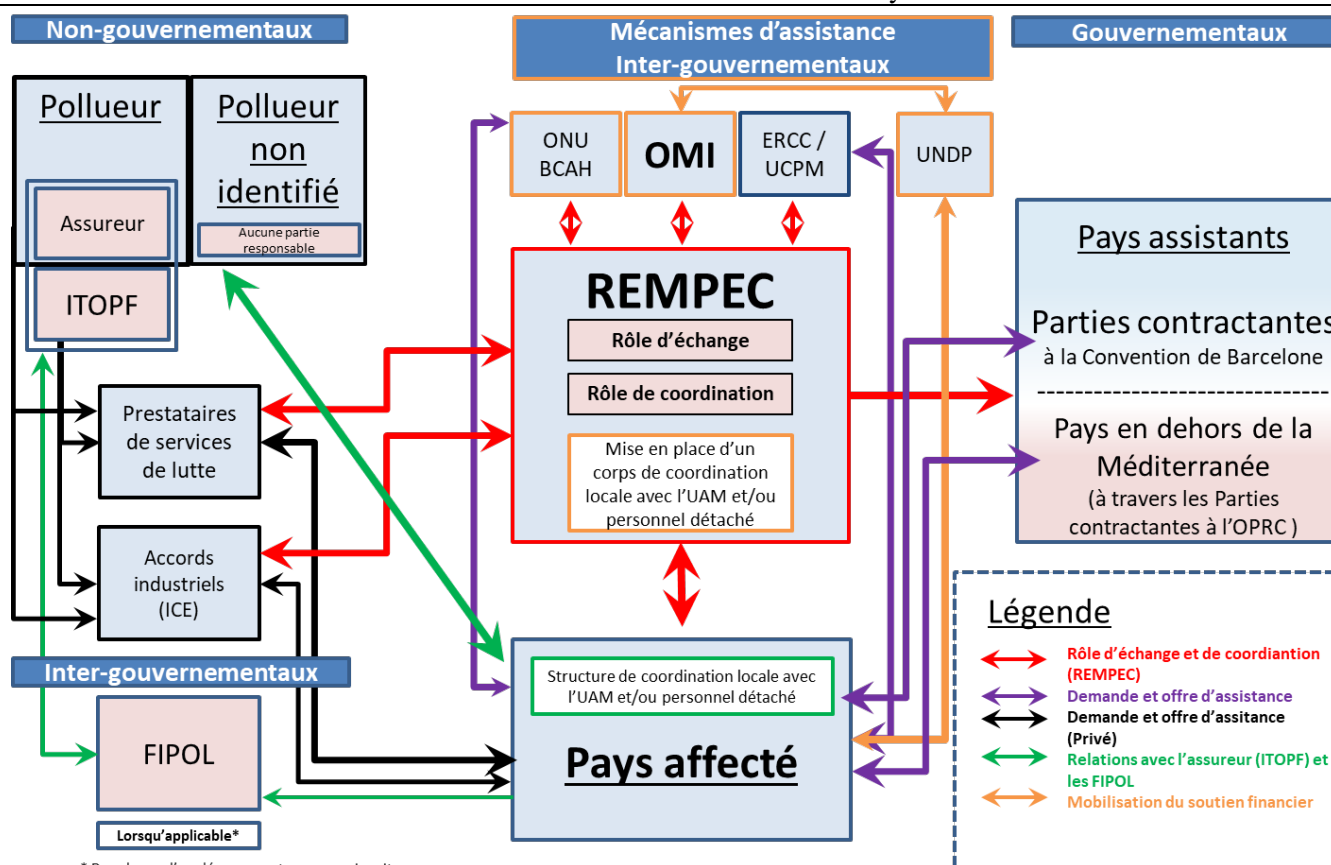 Non-gouvernementaux
Mécanismes d’assistance
Inter-gouvernementaux
Gouvernementaux
Pollueur
Assureur
ITOPF
Pollueur
non
identifié
Aucune partie
responsable
ONU
BCAH
OMI
ERCC /
UCPM
UNDP
REMPEC
Rôle d’échange
Rôle de coordination
Mise en place d’un
corps de coordination
locale avec l’UAM et/ou
personnel détaché
Pays assistants
Parties contractantes
à la Convention de Barcelone
Pays en dehors de la
Méditerranée
(à travers les Parties
contractantes à l’OPRC )
Prestataires
de services
de lutte
Accords
industriels
(ICE)
Inter-gouvernementaux
FIPOL
Lorsqu’applicable*
Structure de coordination locale avec
l’UAM et/ou personnel détaché
Pays affecté
Légende
Rôle d’échange et de coordiantion
(REMPEC)
Demande et offre d’assistance
Demande et offre d’assitance
(Privé)
Relations avec l’assureur (ITOPF) et
les FIPOL
Mobilisation du soutien financier